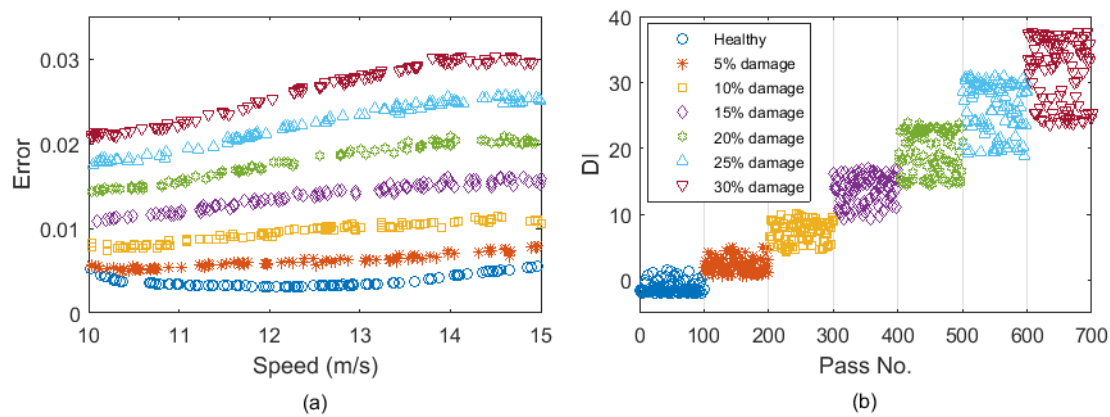 0.03
0.02
0.01
0
Error
10
11
12
13
14
15
Speed (m/s)
(a)
40
30
20
10
0
DI
Healthy
5% damage
10% damage
15% damage
20% damage
25% damage
30% damage
0
100
200
300
400
500
600
700
Pass No.
(b)